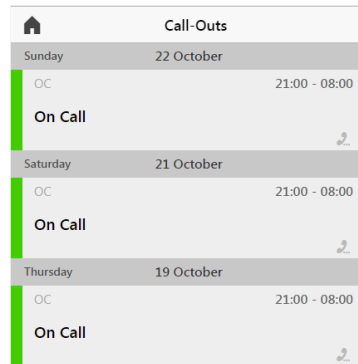 Call-Outs
Sunday 22 October
OC 21:00 - 08:00
On Call
Saturday 21 October
OC 21:00 - 08:00
On Call
Thursday 19 October
OC 21:00 - 08:00
On Call